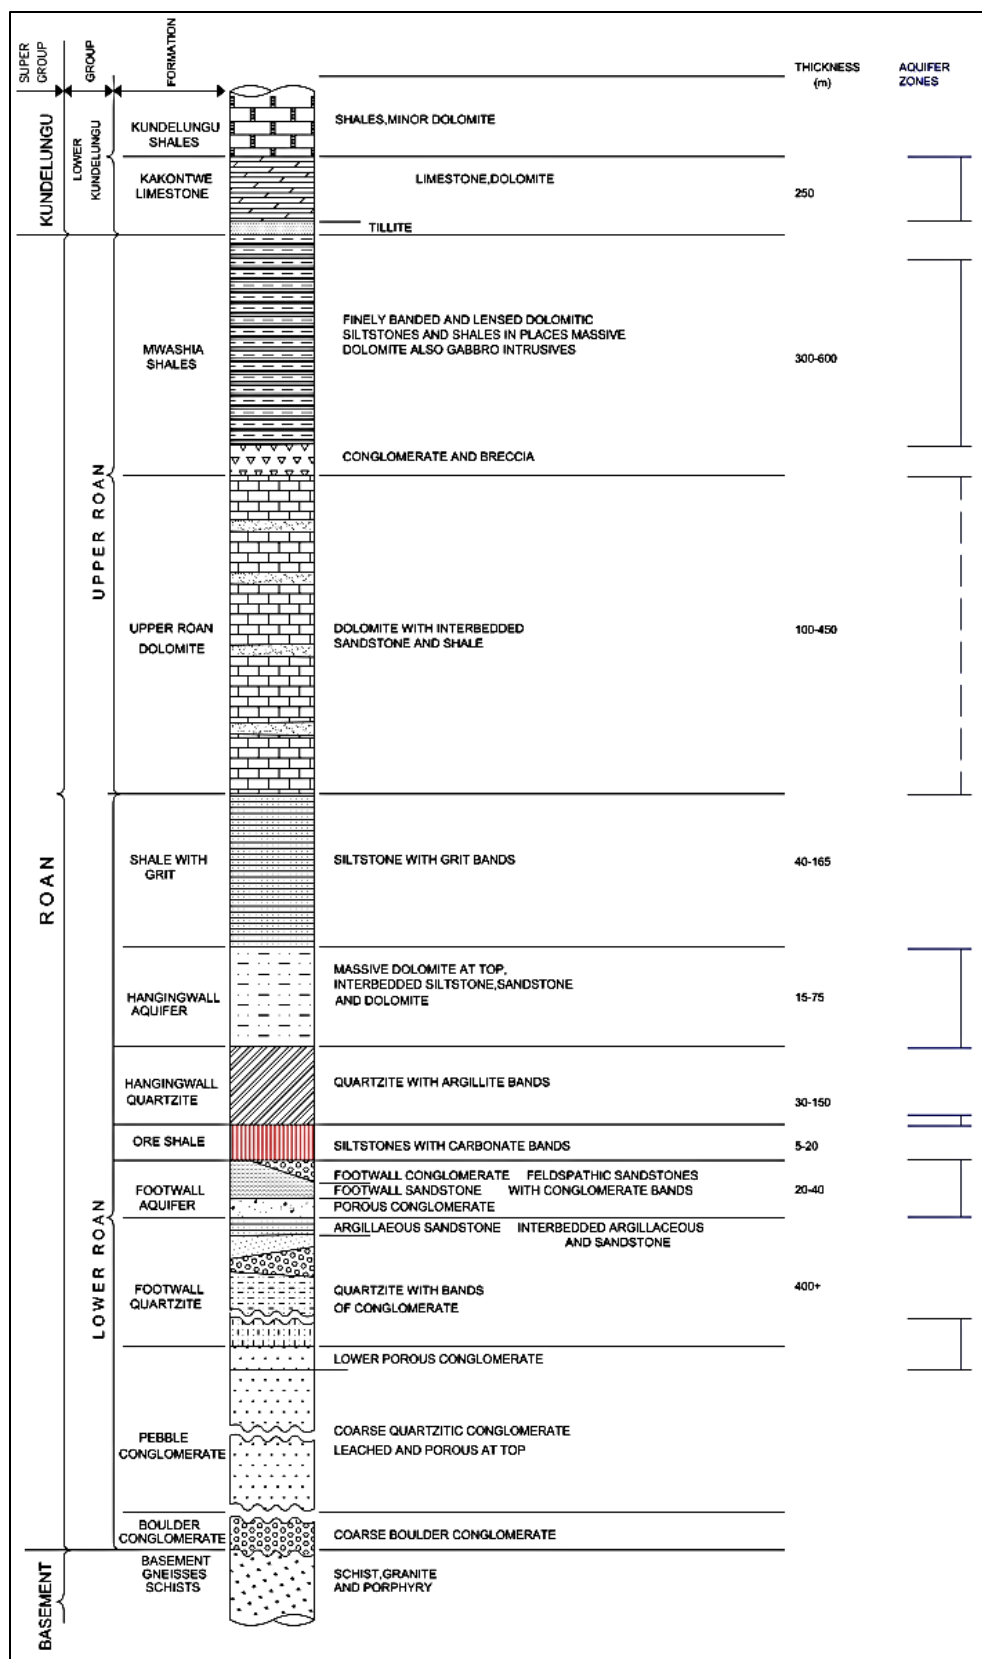 SUPER
GROUP
GROUP
FORMATION
THICKNESS
(m)
AQUIFER
ZONES
KUNDELUNGU
LOWER
KUNDELUNGU
KUNDELUNGU
SHALES
SHALES,MINOR DOLOMITE
KAKONTWE
LIMESTONE
LIMESTONE,DOLOMITE
250
TILLITE
ROAN
UPPER ROAN
MWASHIA
SHALES
FINELY BANDED AND LENSED DOLOMITIC
SILTSTONES AND SHALES IN PLACES MASSIVE
DOLOMITE ALSO GABBRO INTRUSIVES
300-600
CONGLOMERATE AND BRECCIA
UPPER ROAN
DOLOMITE
DOLOMITE WITH INTERBEDDED
SANDSTONE AND SHALE
100-450
LOWER ROAN
SHALE WITH
GRIT
SILTSTONE WITH GRIT BANDS
40-165
HANGINGWALL
AQUIFER
MASSIVE DOLOMITE AT TOP,
INTERBEDDED SILTSTONE,SANDSTONE
AND DOLOMITE
15-75
HANGINGWALL
QUARTZITE
QUARTZITE WITH ARGILLITE BANDS
30-150
ORE SHALE
SILTSTONES WITH CARBONATE BANDS
5-20
FOOTWALL
AQUIFER
FOOTWALL CONGLOMERATE FELDSPATHIC SANDSTONES
FOOTWALL SANDSTONE WITH CONGLOMERATE BANDS
POROUS CONGLOMERATE
20-40
ARGILLAEOUS SANDSTONE INTERBEDDED ARGILLACEOUS
AND SANDSTONE
FOOTWALL
QUARTZITE
QUARTZITE WITH BANDS
OF CONGLOMERATE
400+
LOWER POROUS CONGLOMERATE
PEBBLE
CONGLOMERATE
COARSE QUARTZITIC CONGLOMERATE
LEACHED AND POROUS AT TOP
BOULDER
CONGLOMERATE
COARSE BOULDER CONGLOMERATE
BASEMENT
BASEMENT
GNEISSES
SCHISTS
SCHIST,GRANITE
AND PORPHYRY